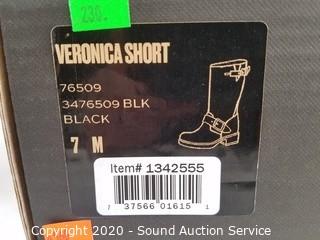 230.
VERONICA SHORT
76509
3476509 BLK
BLACK
7 M
Item# 1342555
7 37566 01615 1
Copyright 2020 - Sound Auction Service